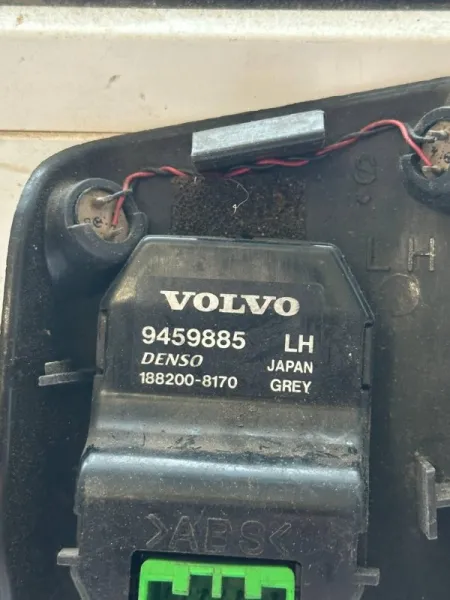 LH
VOLVO
9459885 LH
DENSO JAPAN
188200-8170 GREY
>ABS<